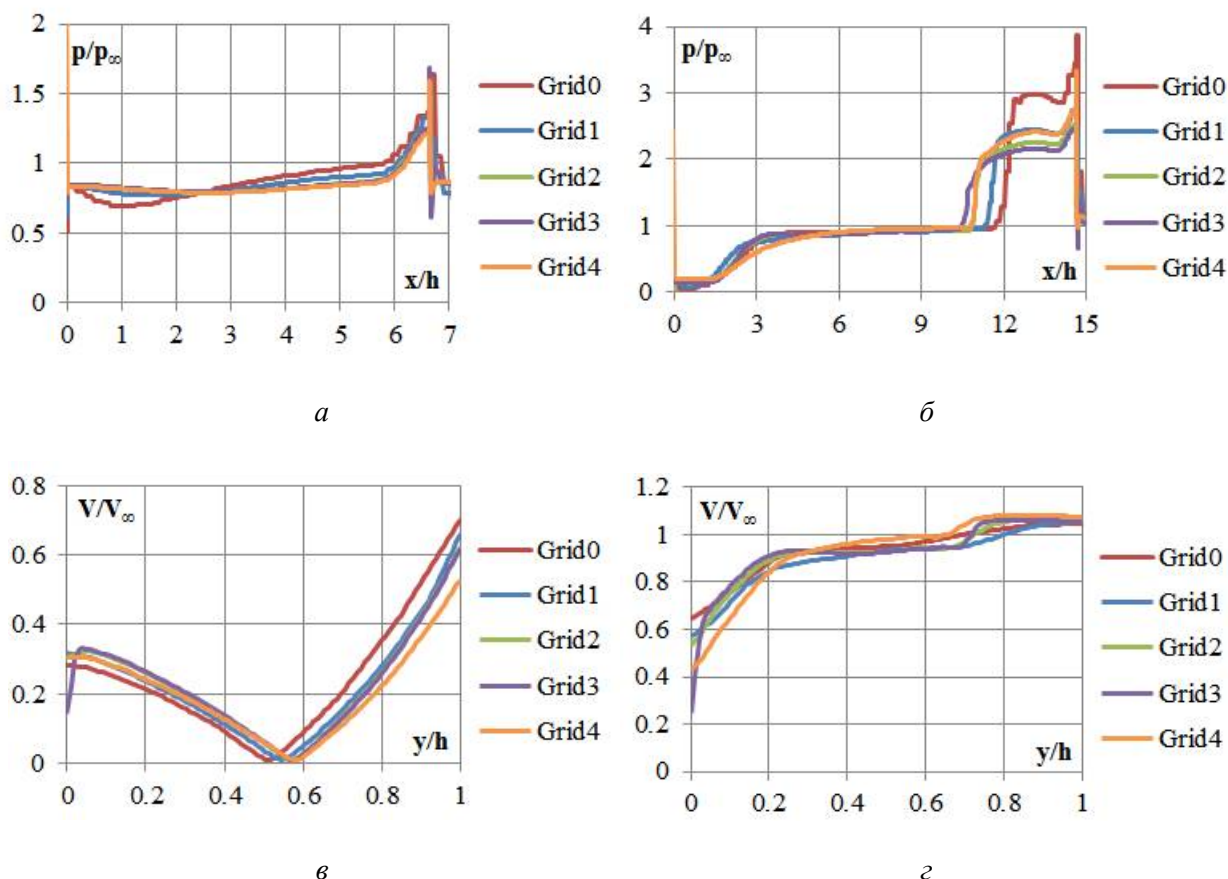 2
p/p∞
1.5
1
0.5
0
x/h
0 1 2 3 4 5 6 7
Grid0
Grid1
Grid2
Grid3
Grid4
а
4
p/p∞
3
2
1
0
x/h
0 3 6 9 12 15
Grid0
Grid1
Grid2
Grid3
Grid4
б
0.8
V/V∞
0.6
0.4
0.2
0
y/h
0 0.2 0.4 0.6 0.8 1
Grid0
Grid1
Grid2
Grid3
Grid4
в
1.2
V/V∞
1
0.8
0.6
0.4
0.2
0
y/h
0 0.2 0.4 0.6 0.8 1
Grid0
Grid1
Grid2
Grid3
Grid4
г